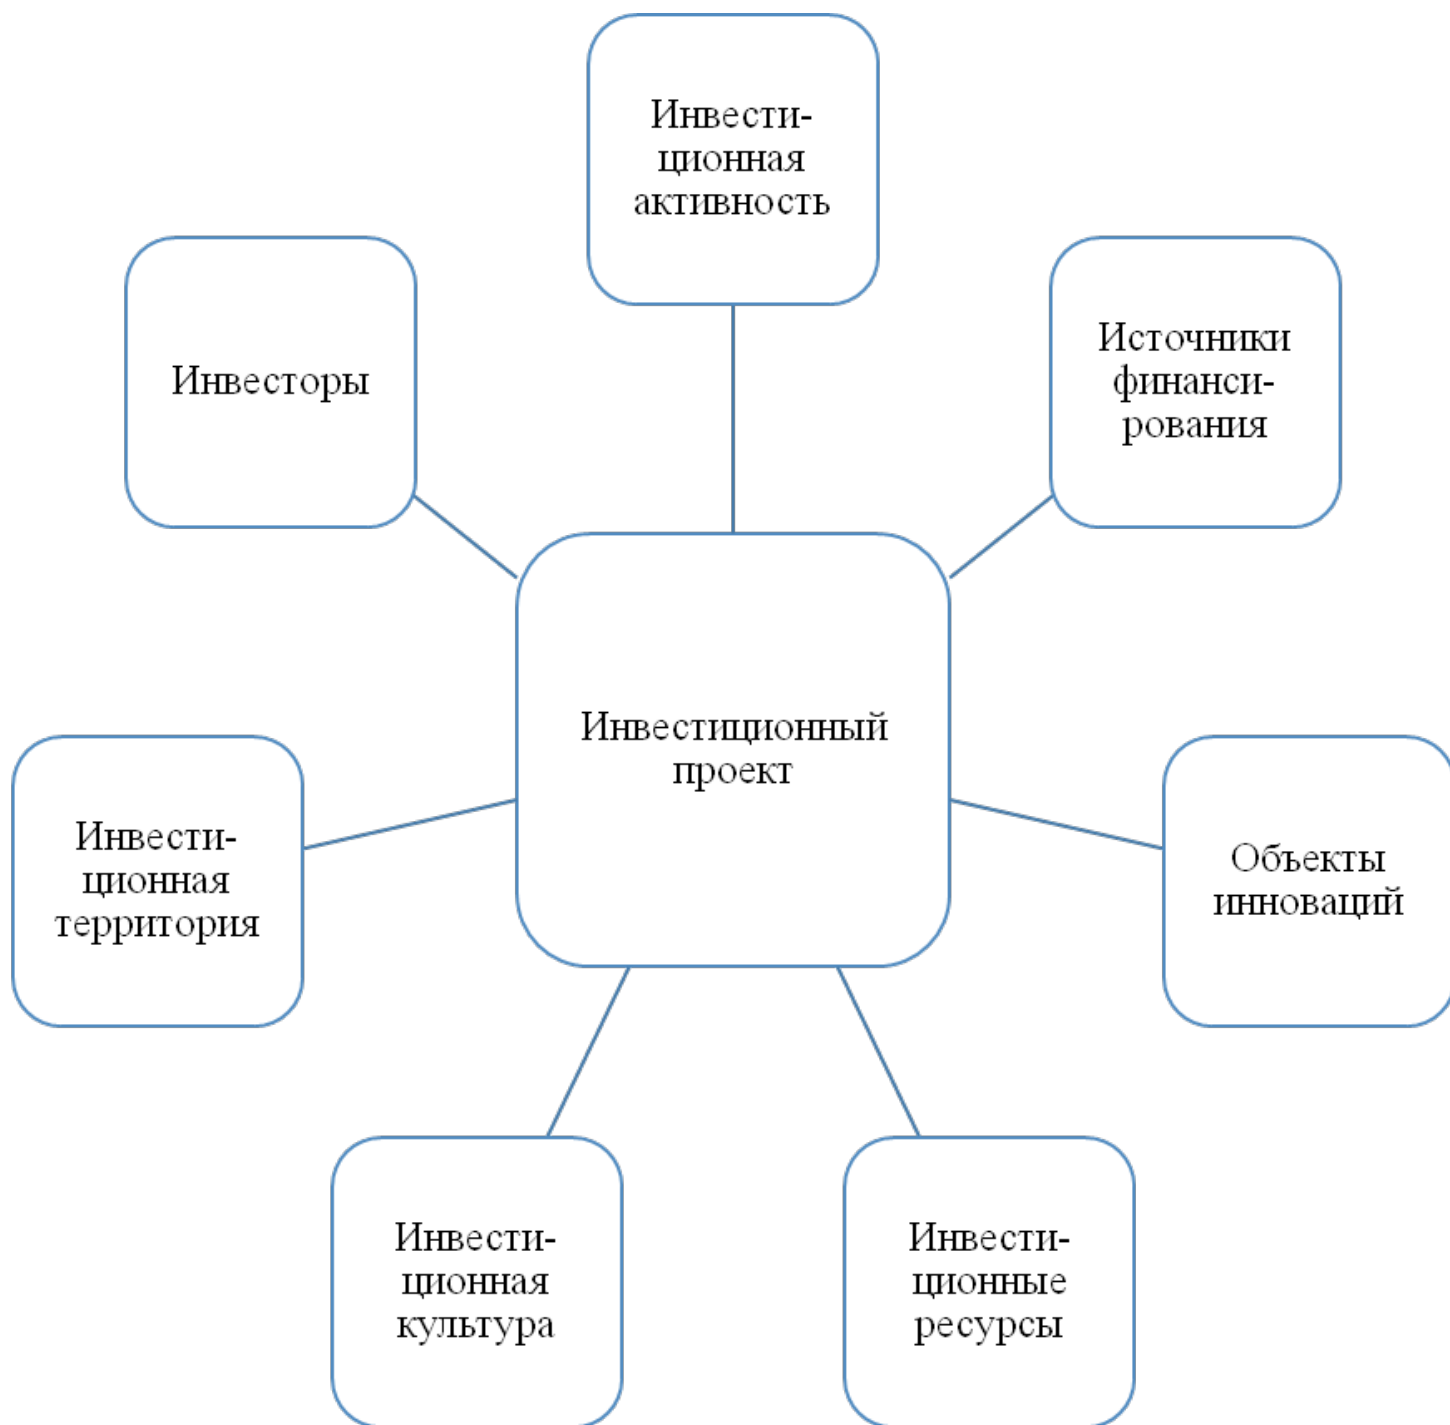 Инвести-
ционная
активность
Инвесторы
Источники
финанси-
рования
Инвестиционный
проект
Инвести-
ционная
территория
Объекты
инноваций
Инвести-
ционная
культура
Инвести-
ционные
ресурсы